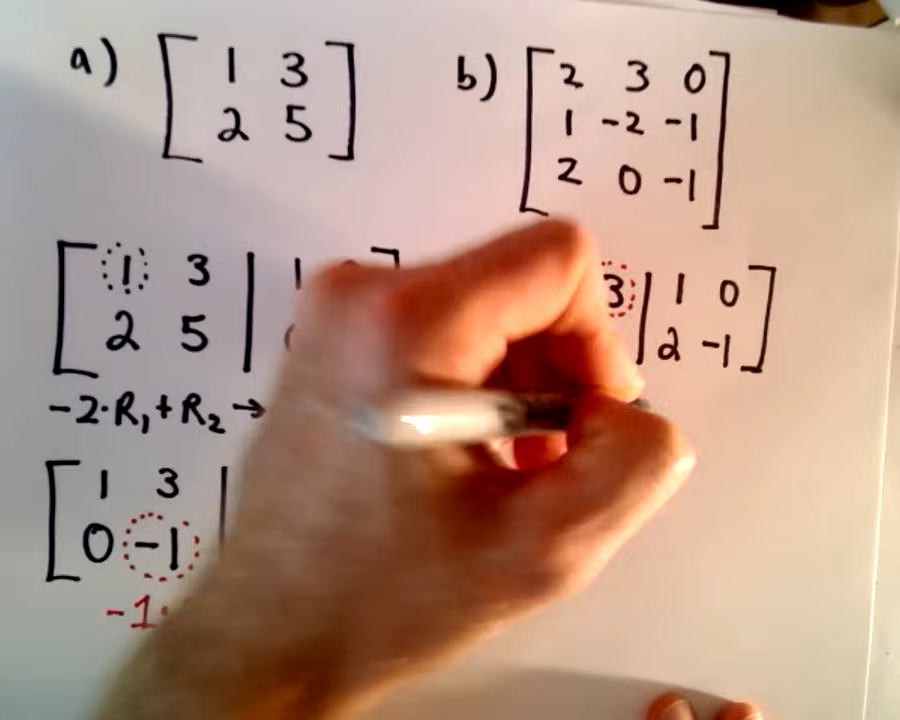 a) [ 1 3
2 5 ]
b) [ 2 3 0
1 -2 -1
2 0 -1 ]
[ 1 3 | 1
2 5 |
-2·R₁+R₂→
[ 1 3 |
0 -1
-1·
3 | 1 0
| 2 -1 ]